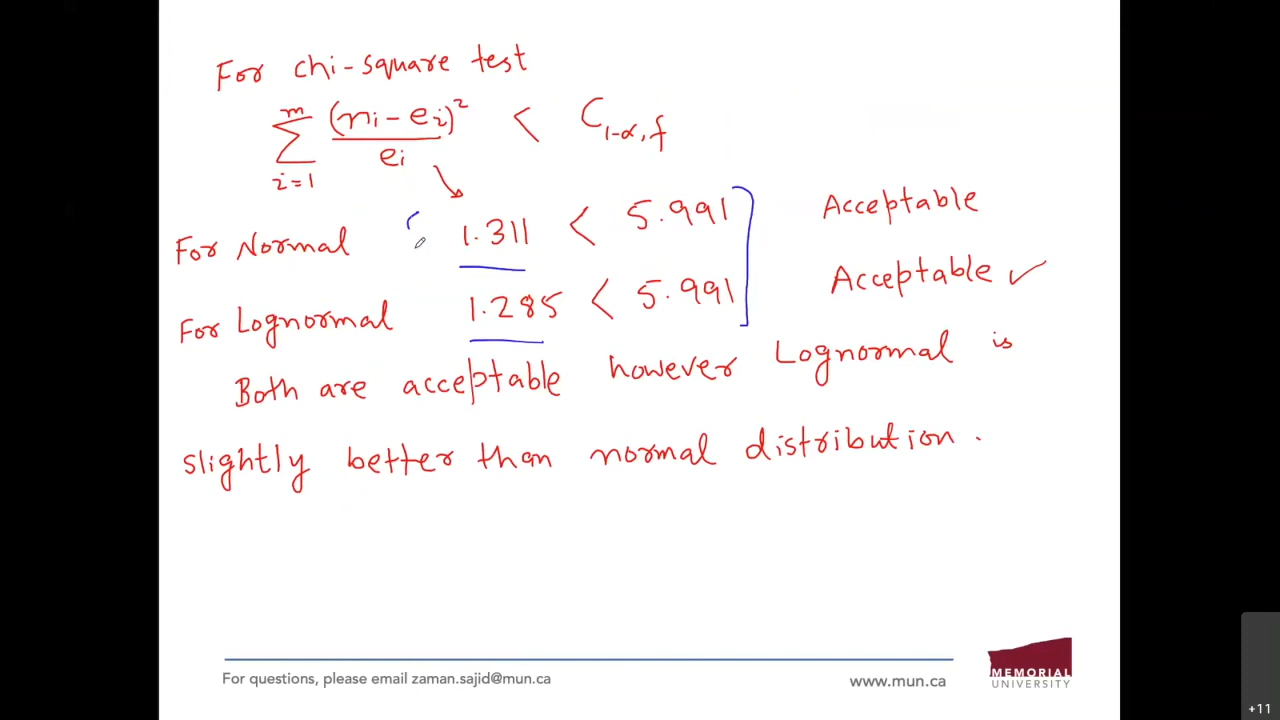 For chi-square test
m
∑ (ni - ei)² / ei < C1-α, f
i=1
For Normal 1.311 < 5.991 Acceptable
For Lognormal 1.285 < 5.991 Acceptable ✓
Both are acceptable however Lognormal is
slightly better than normal distribution.
For questions, please email zaman.sajid@mun.ca
www.mun.ca
MEMORIAL
UNIVERSITY
+11